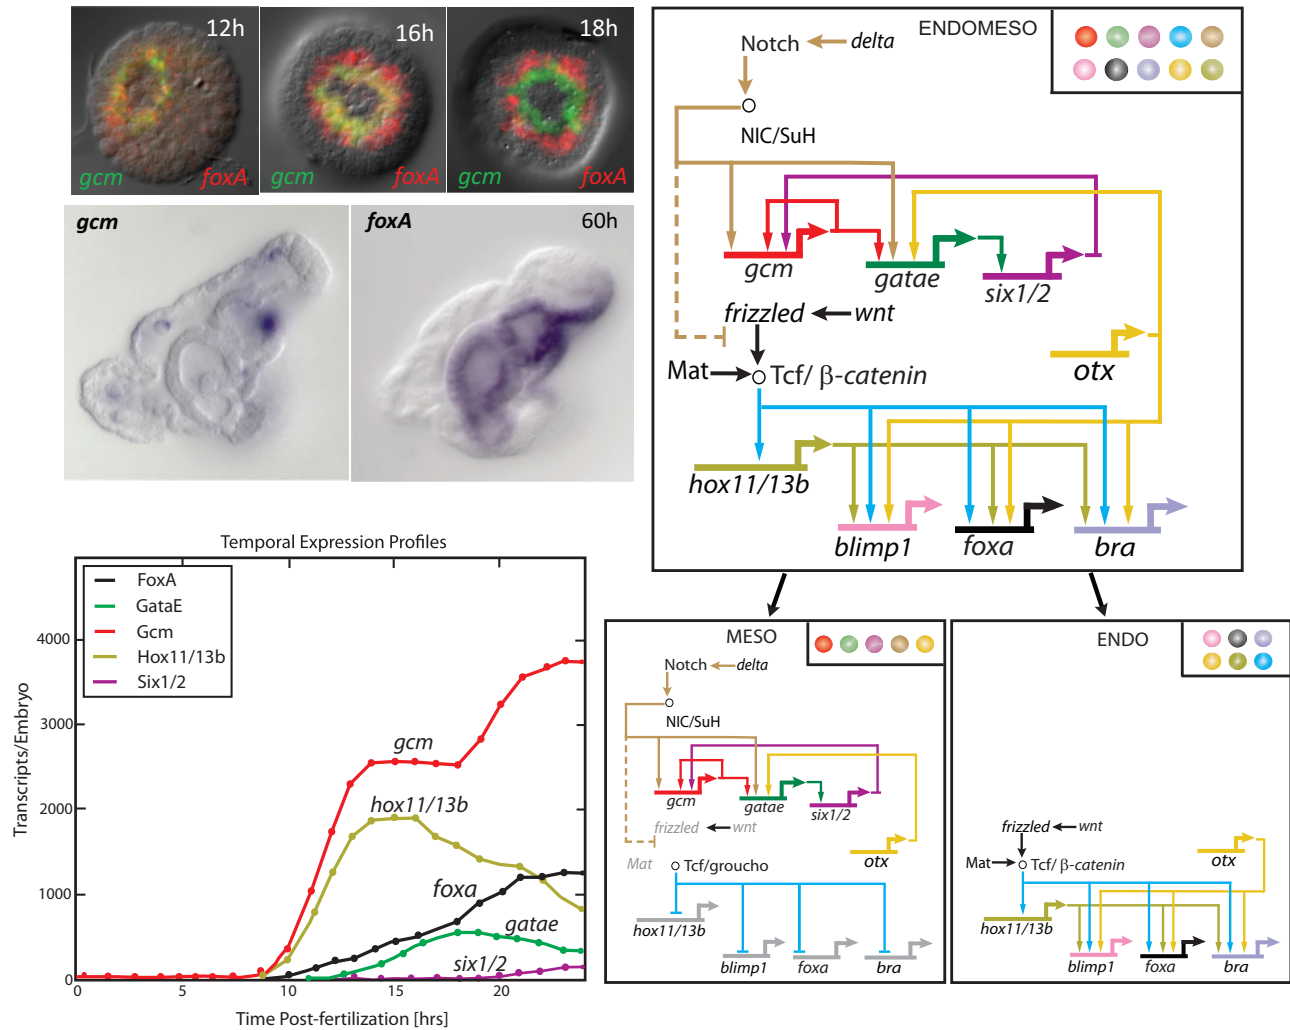 12h
gcm
foxA
16h
gcm
foxA
18h
gcm
foxA
gcm
foxA
60h
ENDOMESO
Notch
delta
NIC/SuH
gcm
gatae
six1/2
frizzled
wnt
otx
Mat
Tcf/ β-catenin
hox11/13b
blimp1
foxa
bra
Temporal Expression Profiles
FoxA
GataE
Gcm
Hox11/13b
Six1/2
4000
3000
2000
1000
0
Transcripts/Embryo
gcm
hox11/13b
foxa
gatae
six1/2
0
5
10
15
20
Time Post-fertilization [hrs]
MESO
Notch
delta
NIC/SuH
gcm
gatae
six1/2
frizzled
wnt
otx
Mat
Tcf/groucho
hox11/13b
blimp1
foxa
bra
ENDO
frizzled
wnt
otx
Mat
Tcf/ β-catenin
hox11/13b
blimp1
foxa
bra